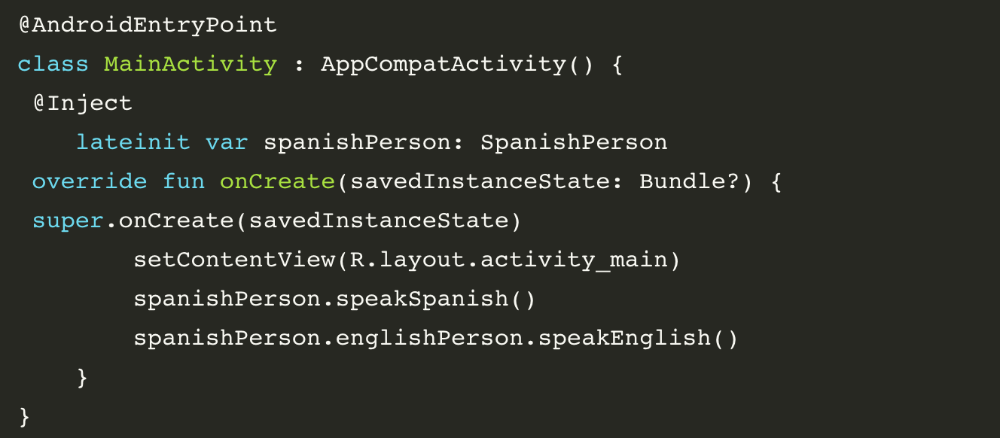 @AndroidEntryPoint
class MainActivity : AppCompatActivity() {
 @Inject
    lateinit var spanishPerson: SpanishPerson
 override fun onCreate(savedInstanceState: Bundle?) {
 super.onCreate(savedInstanceState)
        setContentView(R.layout.activity_main)
        spanishPerson.speakSpanish()
        spanishPerson.englishPerson.speakEnglish()
    }
}